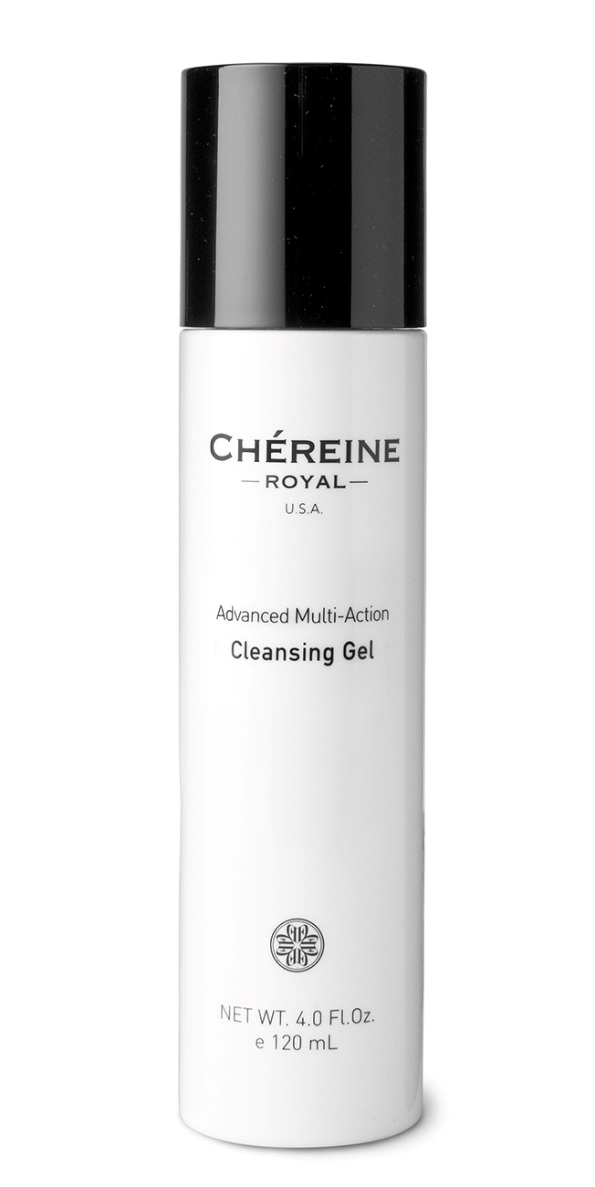 CHÉREINE
—ROYAL—
U.S.A.
Advanced Multi-Action
Cleansing Gel
NET WT. 4.0 Fl.Oz.
e 120 mL